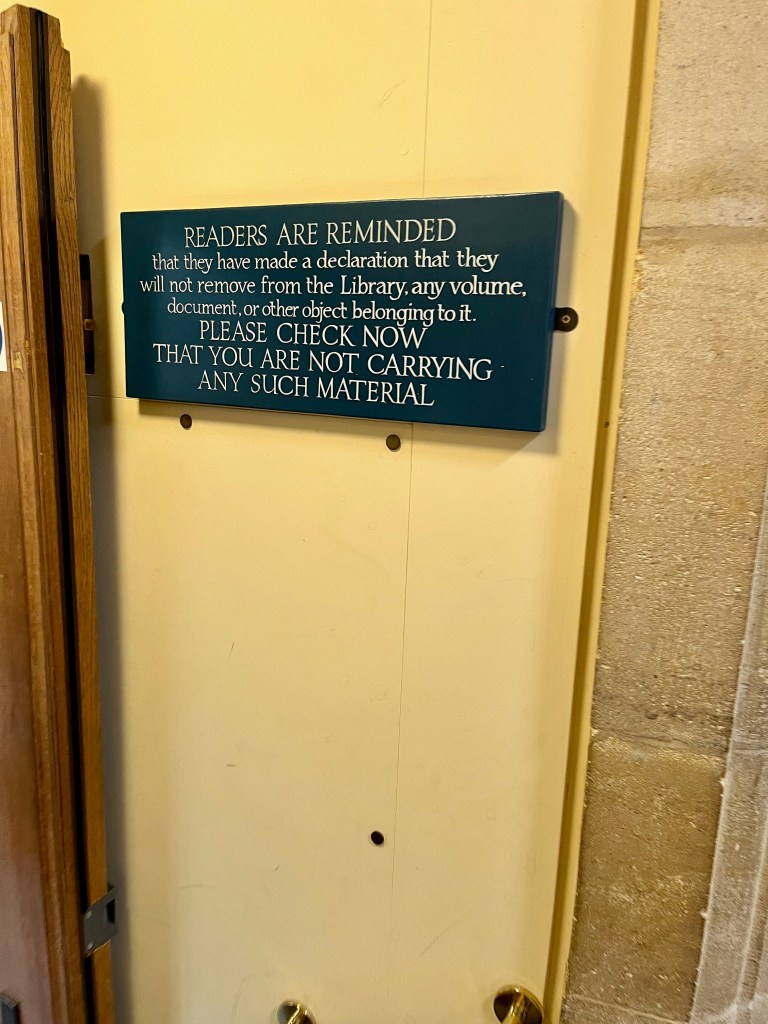 READERS ARE REMINDED
that they have made a declaration that they
will not remove from the Library, any volume,
document, or other object belonging to it.
PLEASE CHECK NOW
THAT YOU ARE NOT CARRYING
ANY SUCH MATERIAL